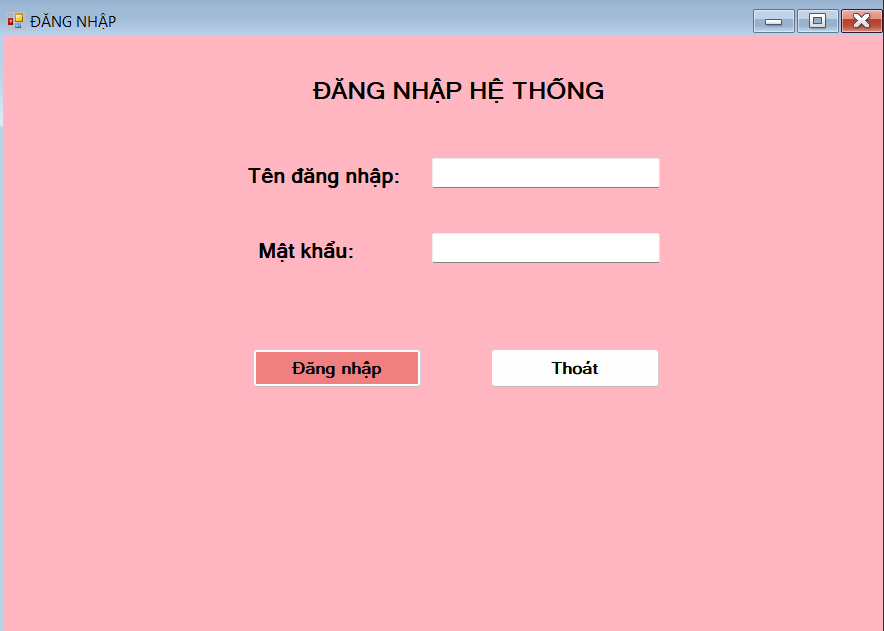 ĐĂNG NHẬP
ĐĂNG NHẬP HỆ THỐNG
Tên đăng nhập:
Mật khẩu:
Đăng nhập
Thoát